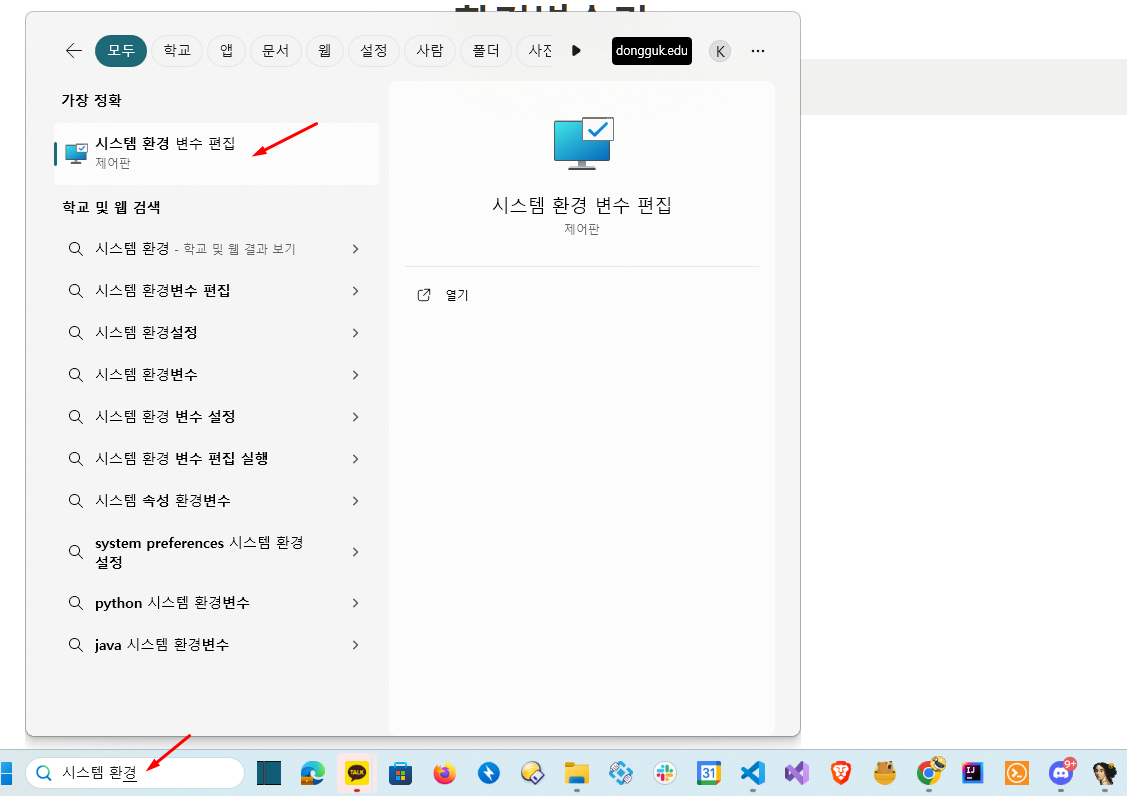 모두 학교 앱 문서 웹 설정 사람 폴더 dongguk.edu K
가장 정확
시스템 환경 변수 편집
제어판
학교 및 웹 검색
시스템 환경 - 학교 및 웹 결과 보기
시스템 환경변수 편집
시스템 환경설정
시스템 환경변수
시스템 환경 변수 설정
시스템 환경 변수 편집 실행
시스템 속성 환경변수
system preferences 시스템 환경
설정
python 시스템 환경변수
java 시스템 환경변수
시스템 환경 변수 편집
제어판
열기
시스템 환경
TALK
31
IJ
9+